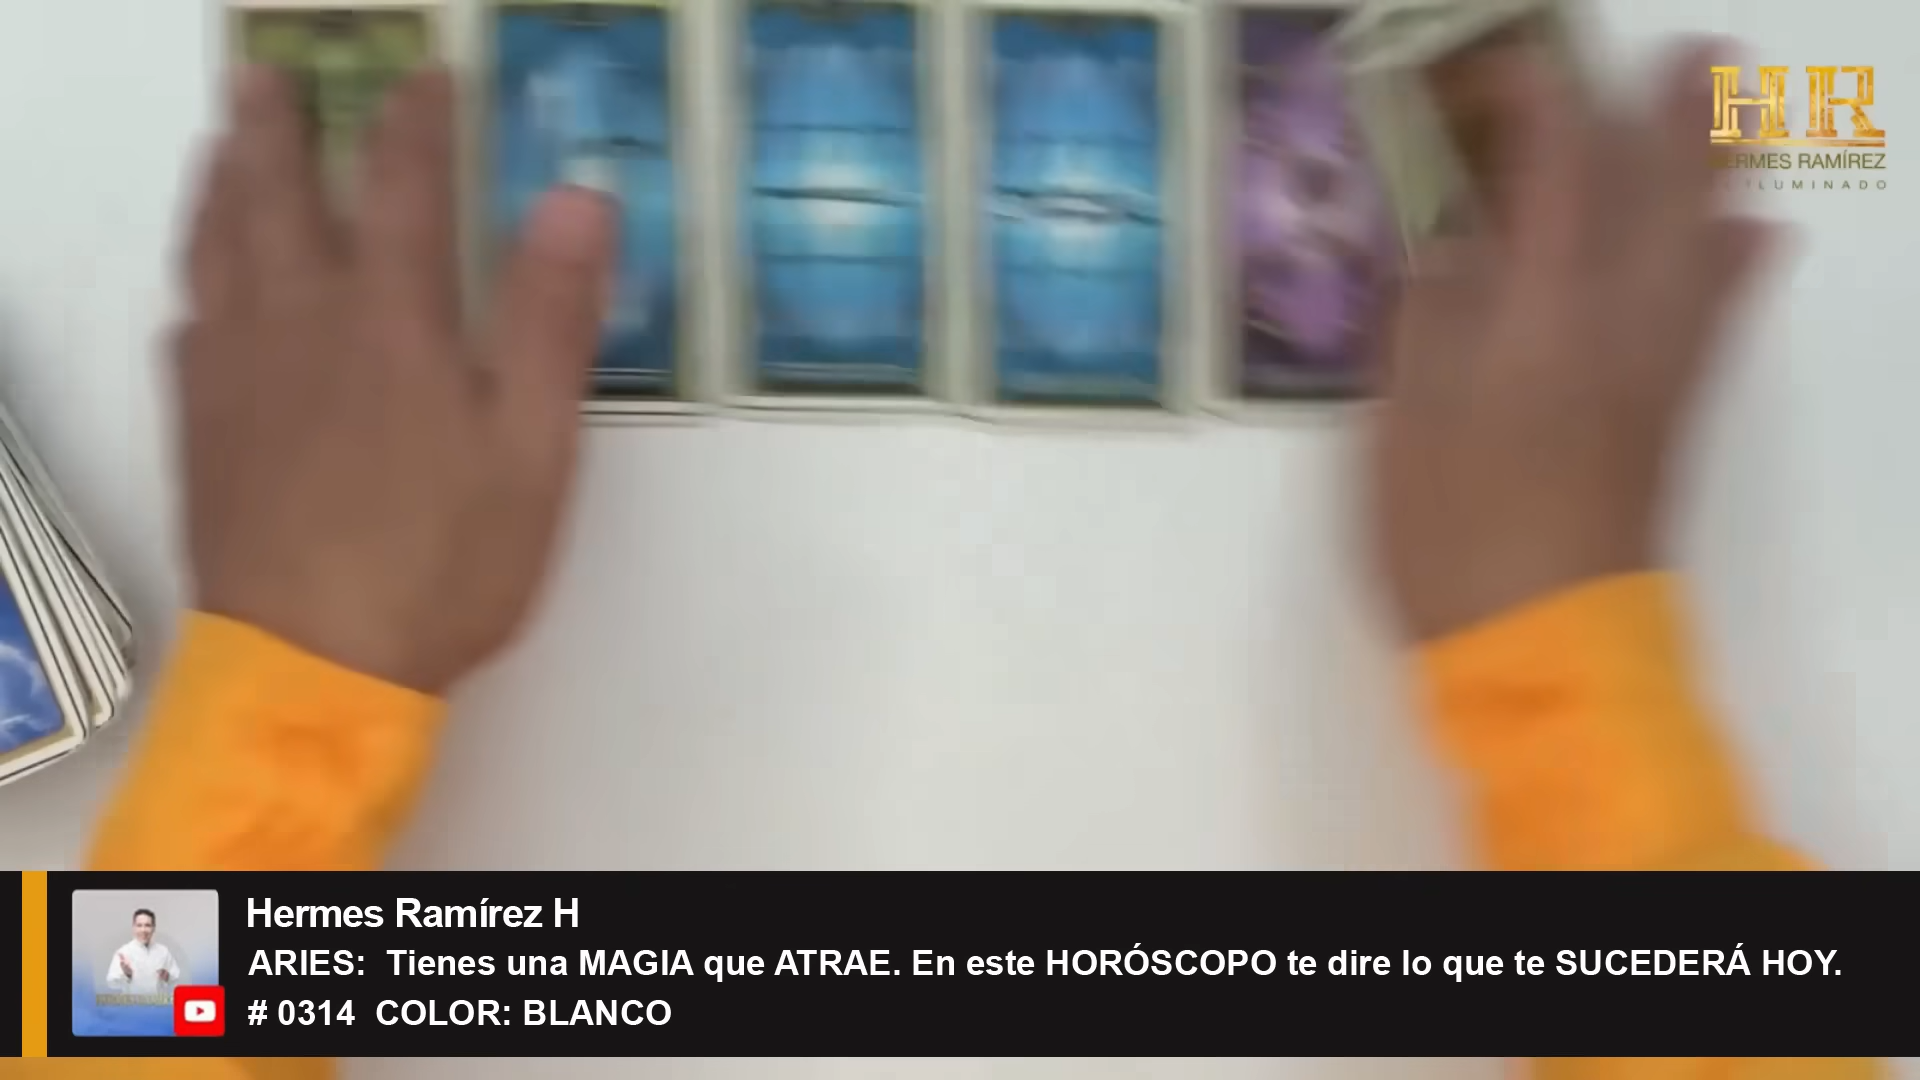 HR
HERMES RAMÍREZ
ILUMINADO
Hermes Ramírez H
ARIES: Tienes una MAGIA que ATRAE. En este HORÓSCOPO te dire lo que te SUCEDERÁ HOY.
# 0314 COLOR: BLANCO